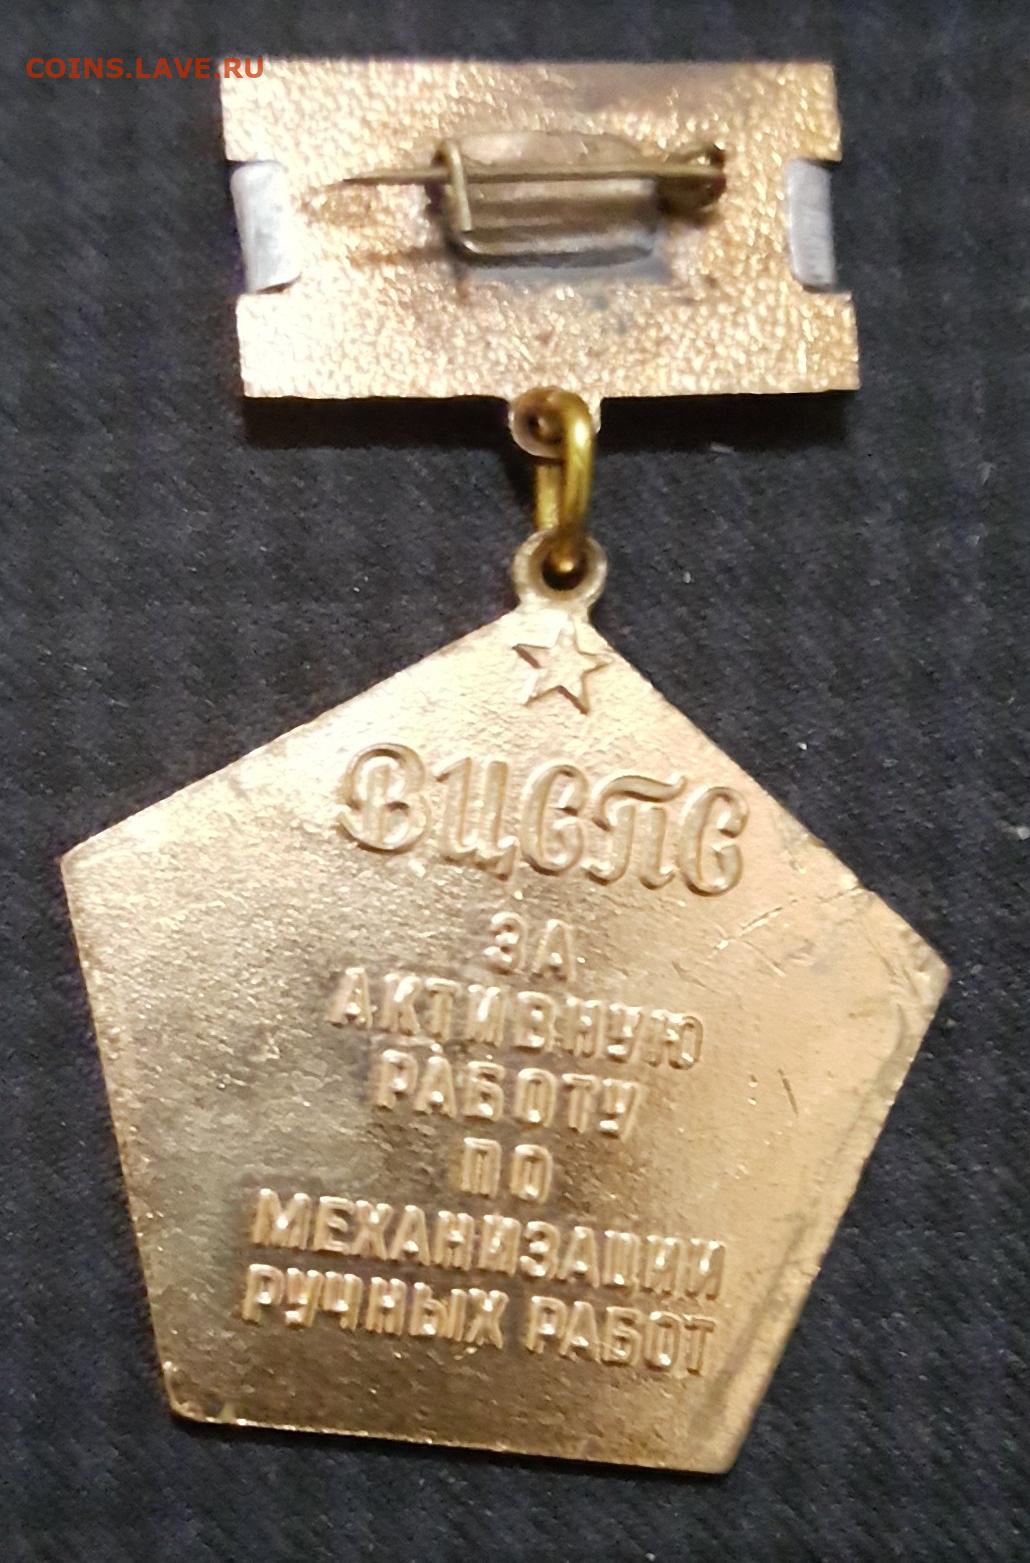 COINS.LAVE.RU
ВЦСПС
ЗА
АКТИВНУЮ
РАБОТУ
ПО
МЕХАНИЗАЦИИ
РУЧНЫХ РАБОТ